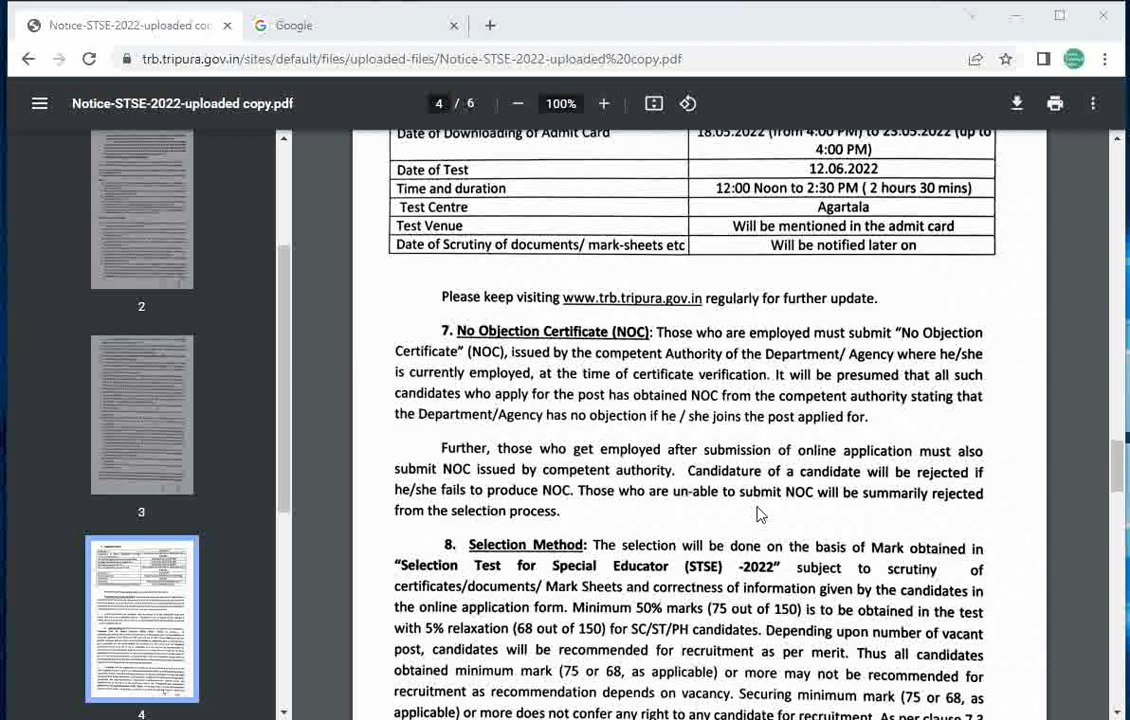 Notice-STSE-2022-uploaded co
Google
trb.tripura.gov.in/sites/default/files/uploaded-files/Notice-STSE-2022-uploaded%20copy.pdf
Notice-STSE-2022-uploaded copy.pdf
4 / 6
100%
2
3
4
Date of Downloading of Admit Card 18.05.2022 (from 4:00 PM) to 25.05.2022 (up to
4:00 PM)
Date of Test 12.06.2022
Time and duration 12:00 Noon to 2:30 PM ( 2 hours 30 mins)
Test Centre Agartala
Test Venue Will be mentioned in the admit card
Date of Scrutiny of documents/ mark-sheets etc Will be notified later on
Please keep visiting www.trb.tripura.gov.in regularly for further update.
7. No Objection Certificate (NOC): Those who are employed must submit “No Objection
Certificate” (NOC), issued by the competent Authority of the Department/ Agency where he/she
is currently employed, at the time of certificate verification. It will be presumed that all such
candidates who apply for the post has obtained NOC from the competent authority stating that
the Department/Agency has no objection if he / she joins the post applied for.
Further, those who get employed after submission of online application must also
submit NOC issued by competent authority. Candidature of a candidate will be rejected if
he/she fails to produce NOC. Those who are un-able to submit NOC will be summarily rejected
from the selection process.
8. Selection Method: The selection will be done on the basis of Mark obtained in
“Selection Test for Special Educator (STSE) -2022” subject to scrutiny of
certificates/documents/ Mark Sheets and correctness of information given by the candidates in
the online application form. Minimum 50% marks (75 out of 150) is to be obtained in the test
with 5% relaxation (68 out of 150) for SC/ST/PH candidates. Depending upon number of vacant
post, candidates will be recommended for recruitment as per merit. Thus all candidates
obtained minimum mark (75 or 68, as applicable) or more may not be recommended for
recruitment as recommendation depends on vacancy. Securing minimum mark (75 or 68, as
applicable) or more does not confer any right to any candidate for recruitment. As per clause 7.3